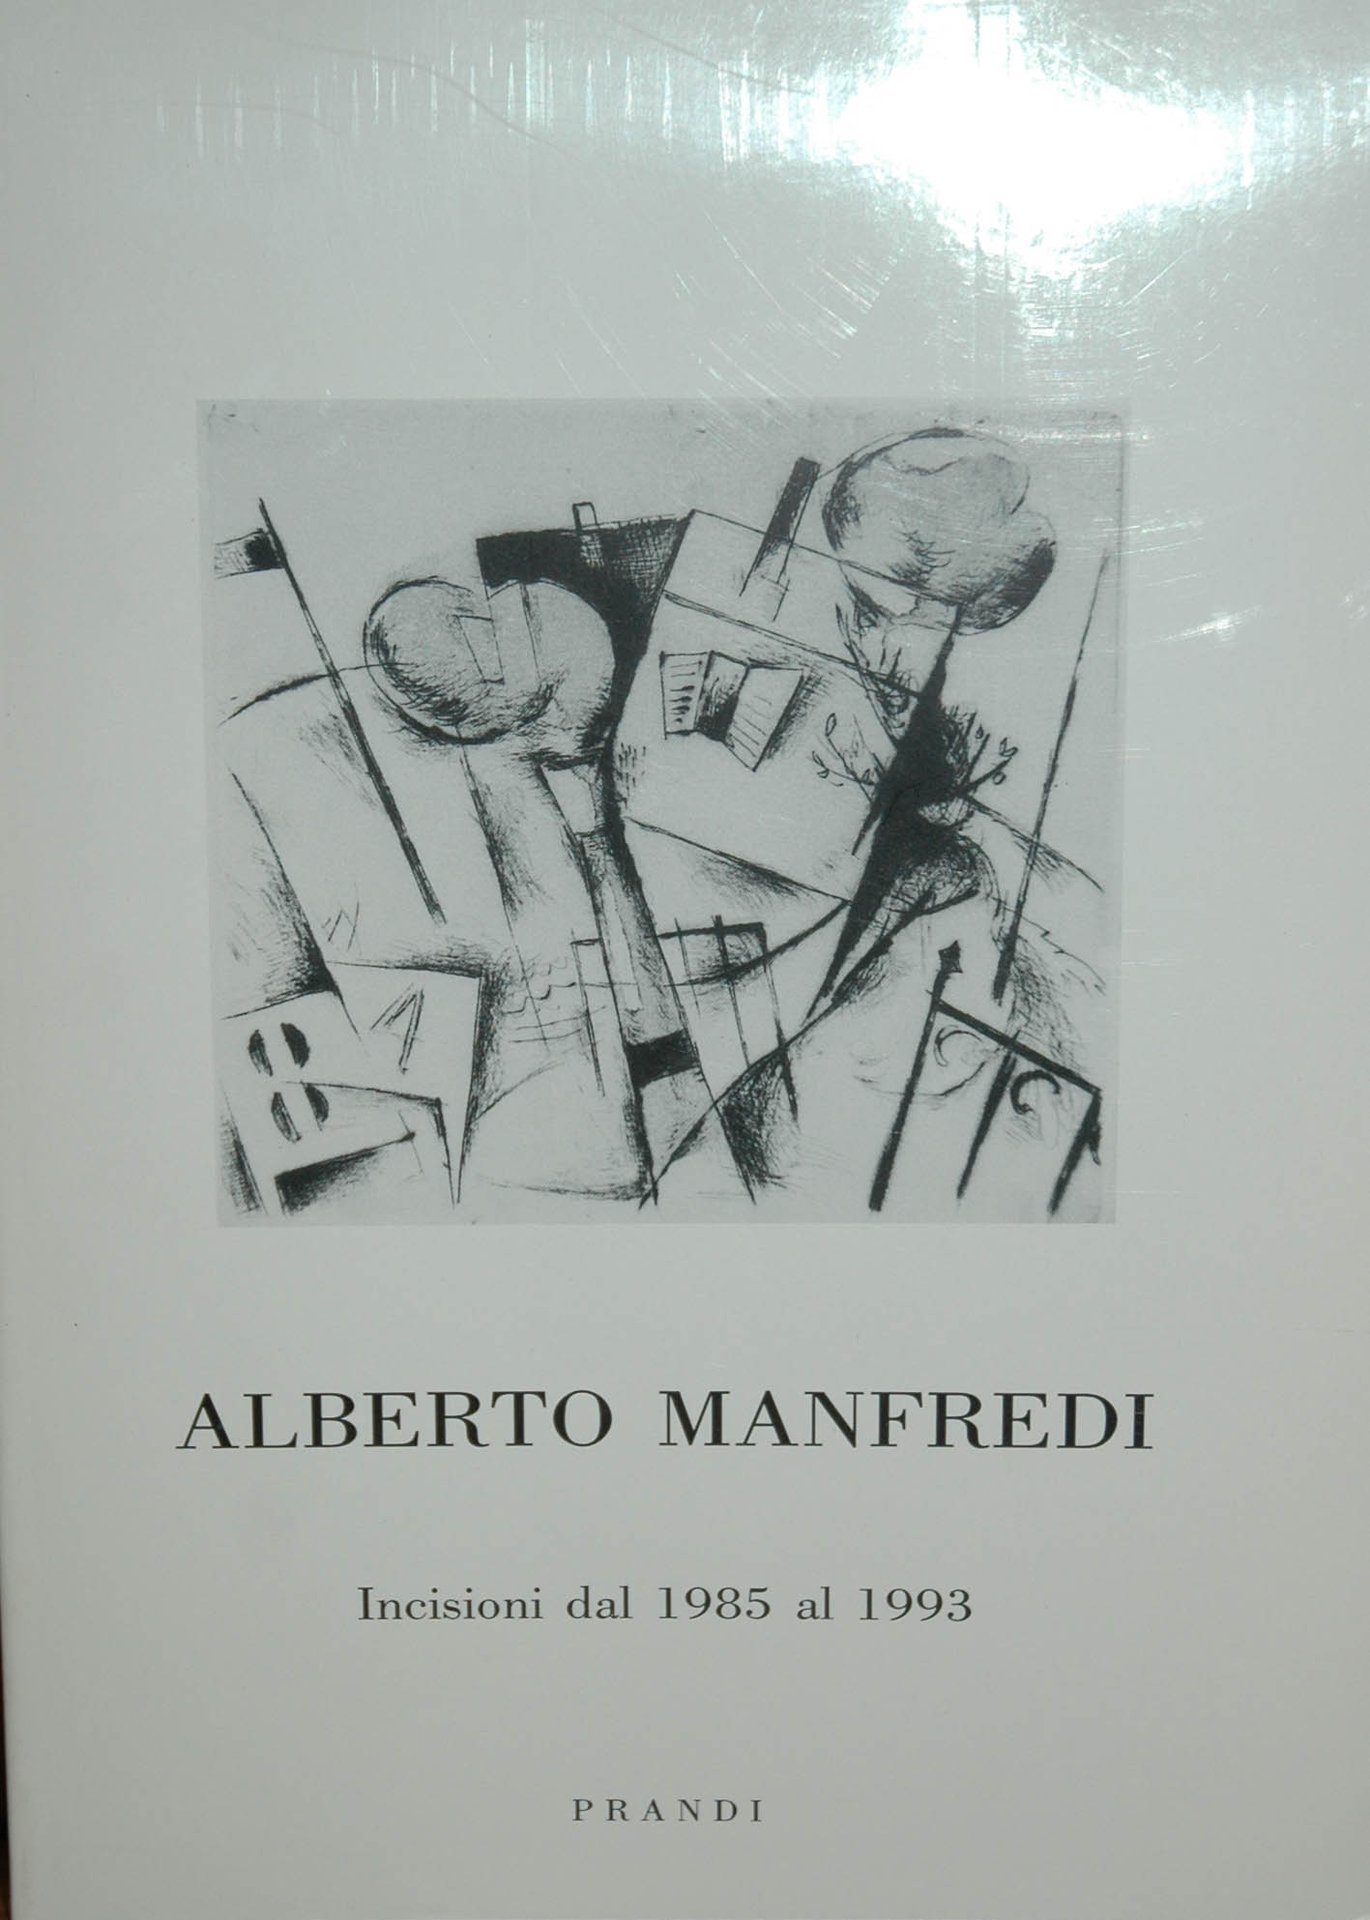 ALBERTO MANFREDI
Incisioni dal 1985 al 1993
PRANDI